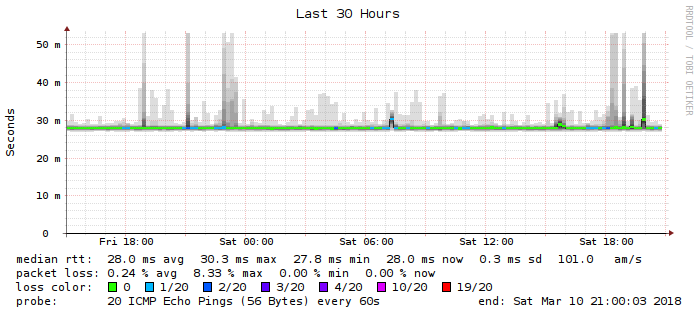 Last 30 Hours
RRDTOOL / TOBI OETIKER
Seconds
50 m
40 m
30 m
20 m
10 m
0
Fri 18:00 Sat 00:00 Sat 06:00 Sat 12:00 Sat 18:00
median rtt: 28.0 ms avg 30.3 ms max 27.8 ms min 28.0 ms now 0.3 ms sd 101.0 am/s
packet loss: 0.24 % avg 8.33 % max 0.00 % min 0.00 % now
loss color: 0 1/20 2/20 3/20 4/20 10/20 19/20
probe: 20 ICMP Echo Pings (56 Bytes) every 60s end: Sat Mar 10 21:00:03 2018